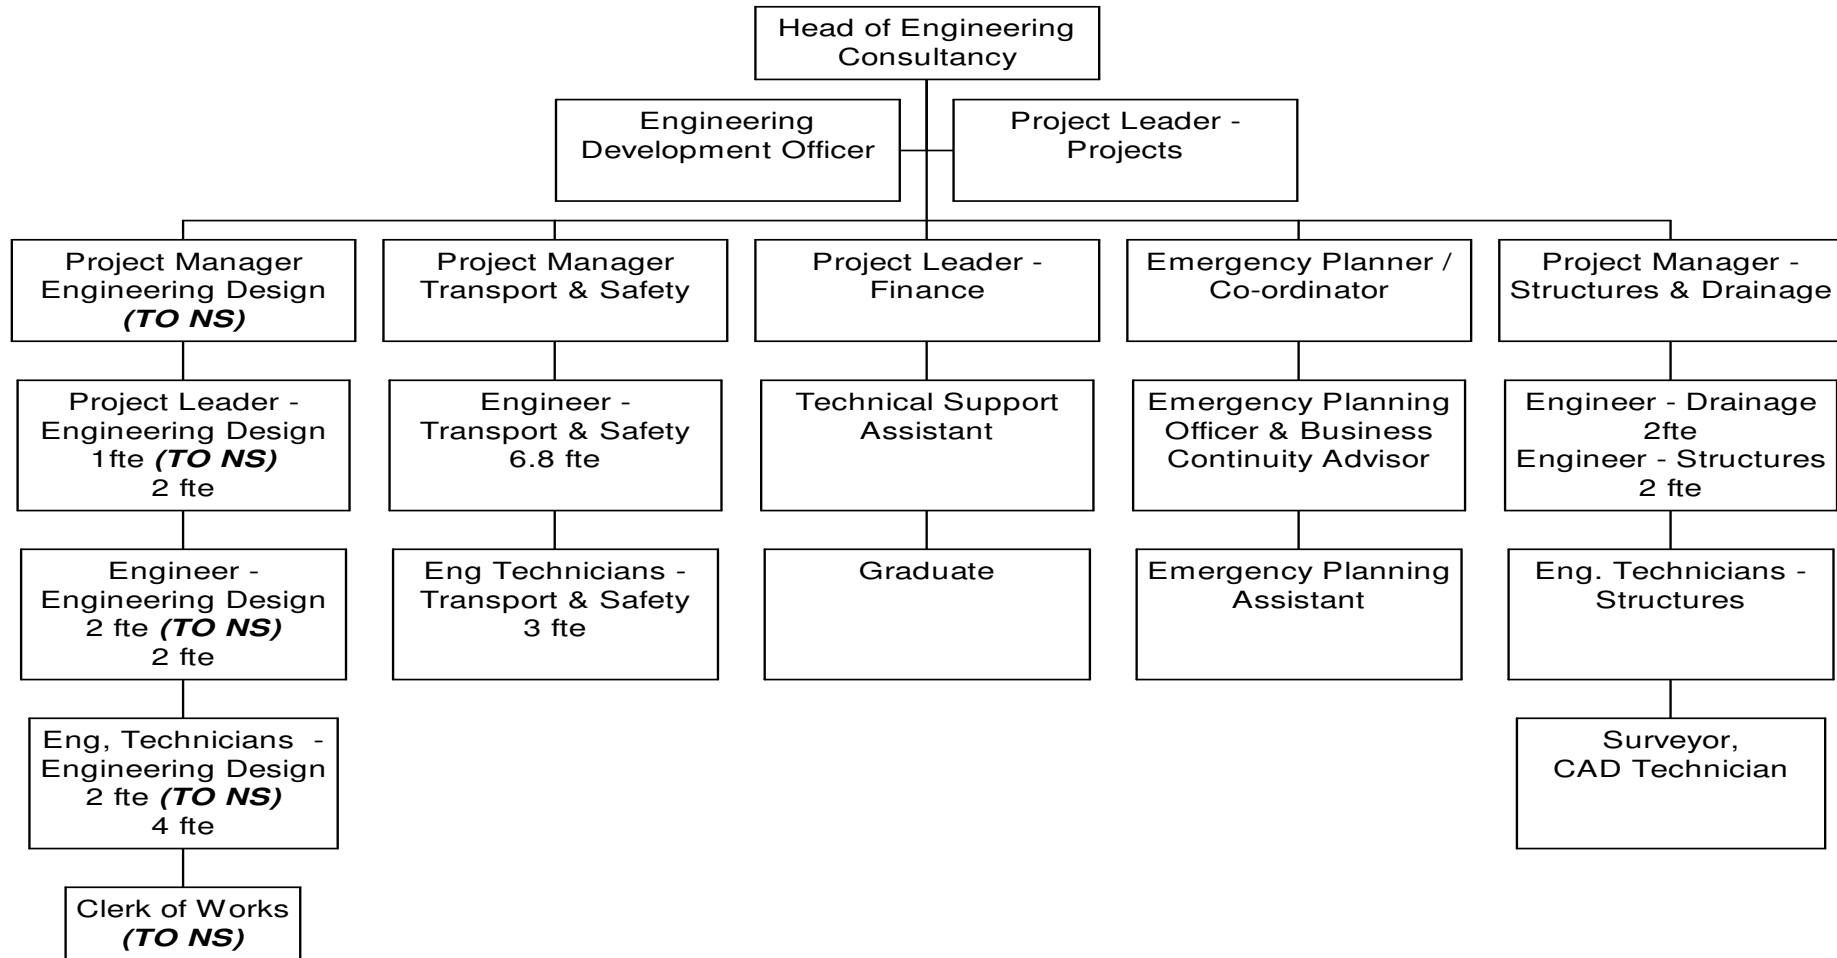 Head of Engineering
Consultancy
Engineering
Development Officer
Project Leader -
Projects
Project Manager
Engineering Design
(TO NS)
Project Manager
Transport & Safety
Project Leader -
Finance
Emergency Planner /
Co-ordinator
Project Manager -
Structures & Drainage
Project Leader -
Engineering Design
1fte (TO NS)
2 fte
Engineer -
Transport & Safety
6.8 fte
Technical Support
Assistant
Emergency Planning
Officer & Business
Continuity Advisor
Engineer - Drainage
2fte
Engineer - Structures
2 fte
Engineer -
Engineering Design
2 fte (TO NS)
2 fte
Eng Technicians -
Transport & Safety
3 fte
Graduate
Emergency Planning
Assistant
Eng. Technicians -
Structures
Eng, Technicians -
Engineering Design
2 fte (TO NS)
4 fte
Surveyor,
CAD Technician
Clerk of Works
(TO NS)